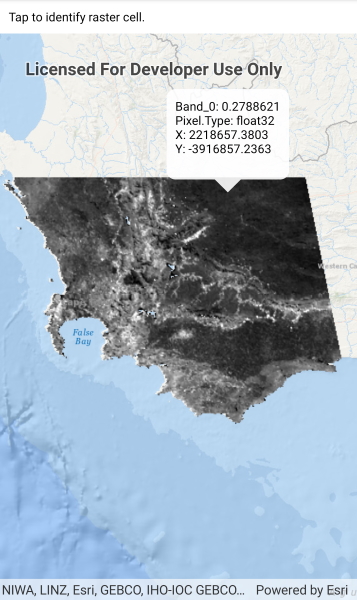 Tap to identify raster cell.
Licensed For Developer Use Only
Band_0: 0.2788621
Pixel.Type: float32
X: 2218657.3803
Y: -3916857.2363
Western Ca
False
Bay
NIWA, LINZ, Esri, GEBCO, IHO-IOC GEBCO... Powered by Esri